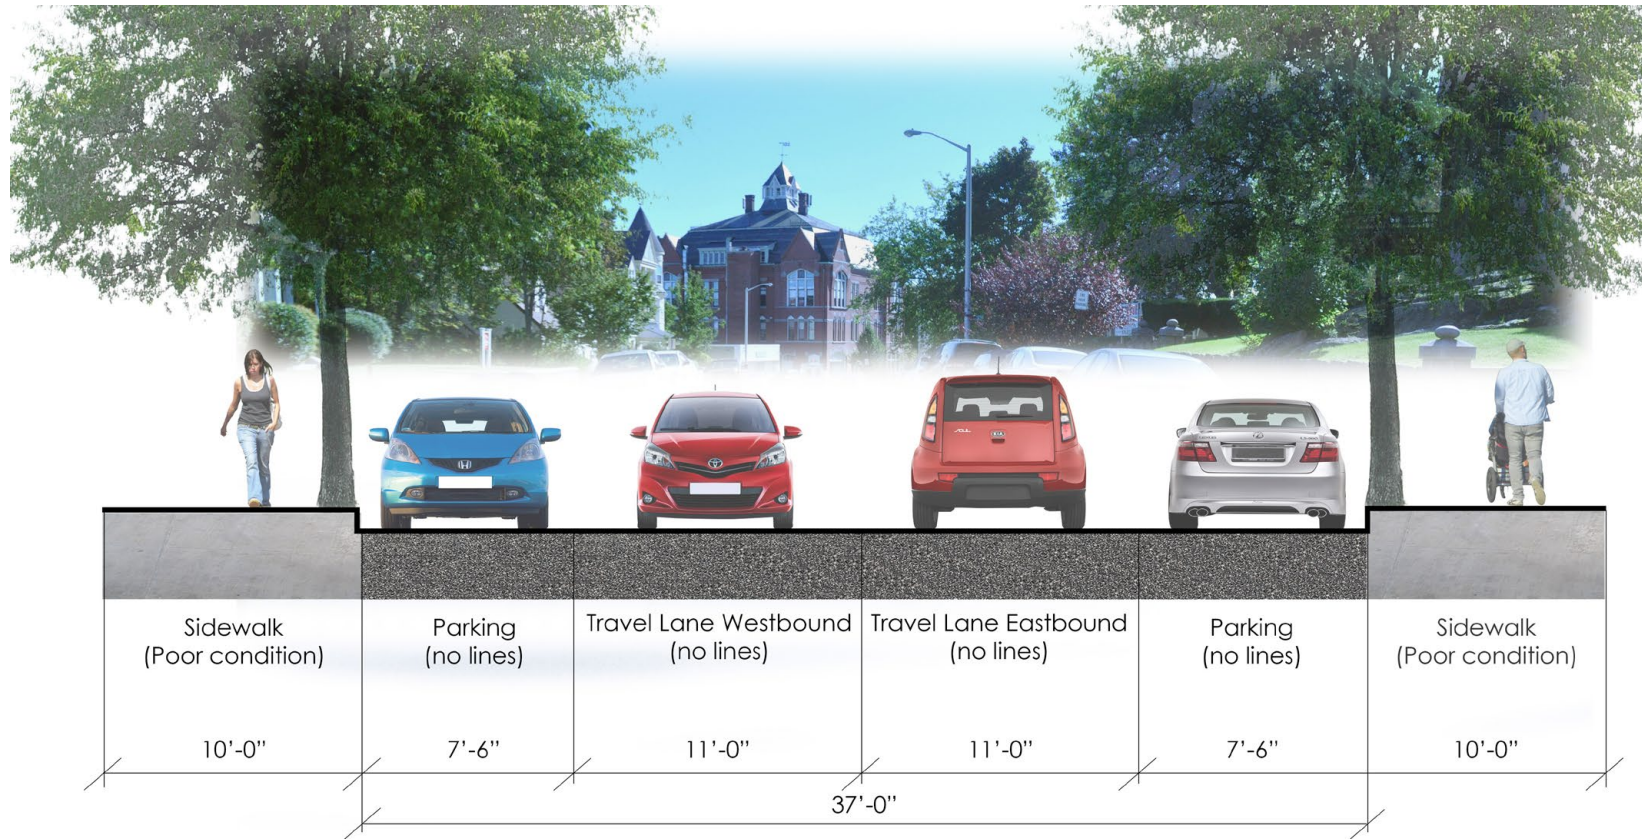 Sidewalk
(Poor condition)
Parking
(no lines)
Travel Lane Westbound
(no lines)
Travel Lane Eastbound
(no lines)
Parking
(no lines)
Sidewalk
(Poor condition)
10'-0"
7'-6"
11'-0"
11'-0"
7'-6"
10'-0"
37'-0"